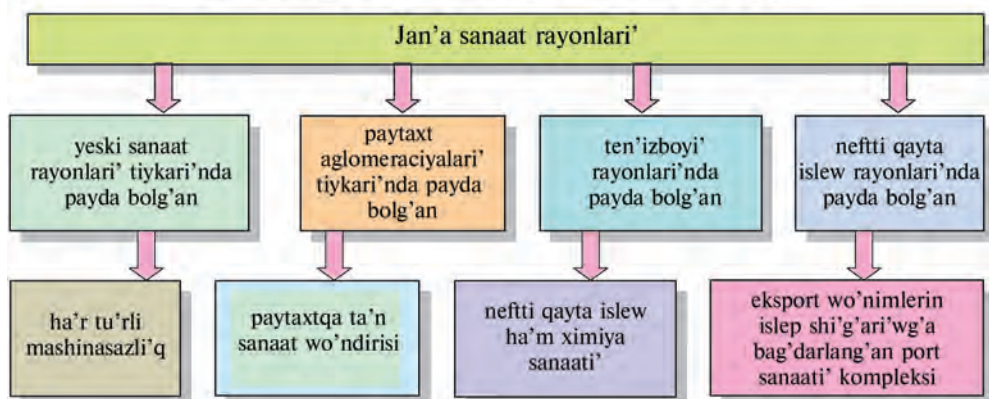 Jan'a sanaat rayonlari'
yeski sanaat
rayonlari' tiykari'nda
payda bolg'an
paytaxt
aglomeraciyalari'
tiykari'nda payda
bolg'an
ten'izboyi'
rayonlari'nda
payda bolg'an
neftti qayta
islew rayonlari'nda
payda bolg'an
ha'r tu'rli
mashinasazli'q
paytaxtqa ta'n
sanaat wo'ndirisi
neftti qayta islew
ha'm ximiya
sanaati'
eksport wo'nimlerin
islep shi'g'ari'wg'a
bag'darlang'an port
sanaati' kompleksi